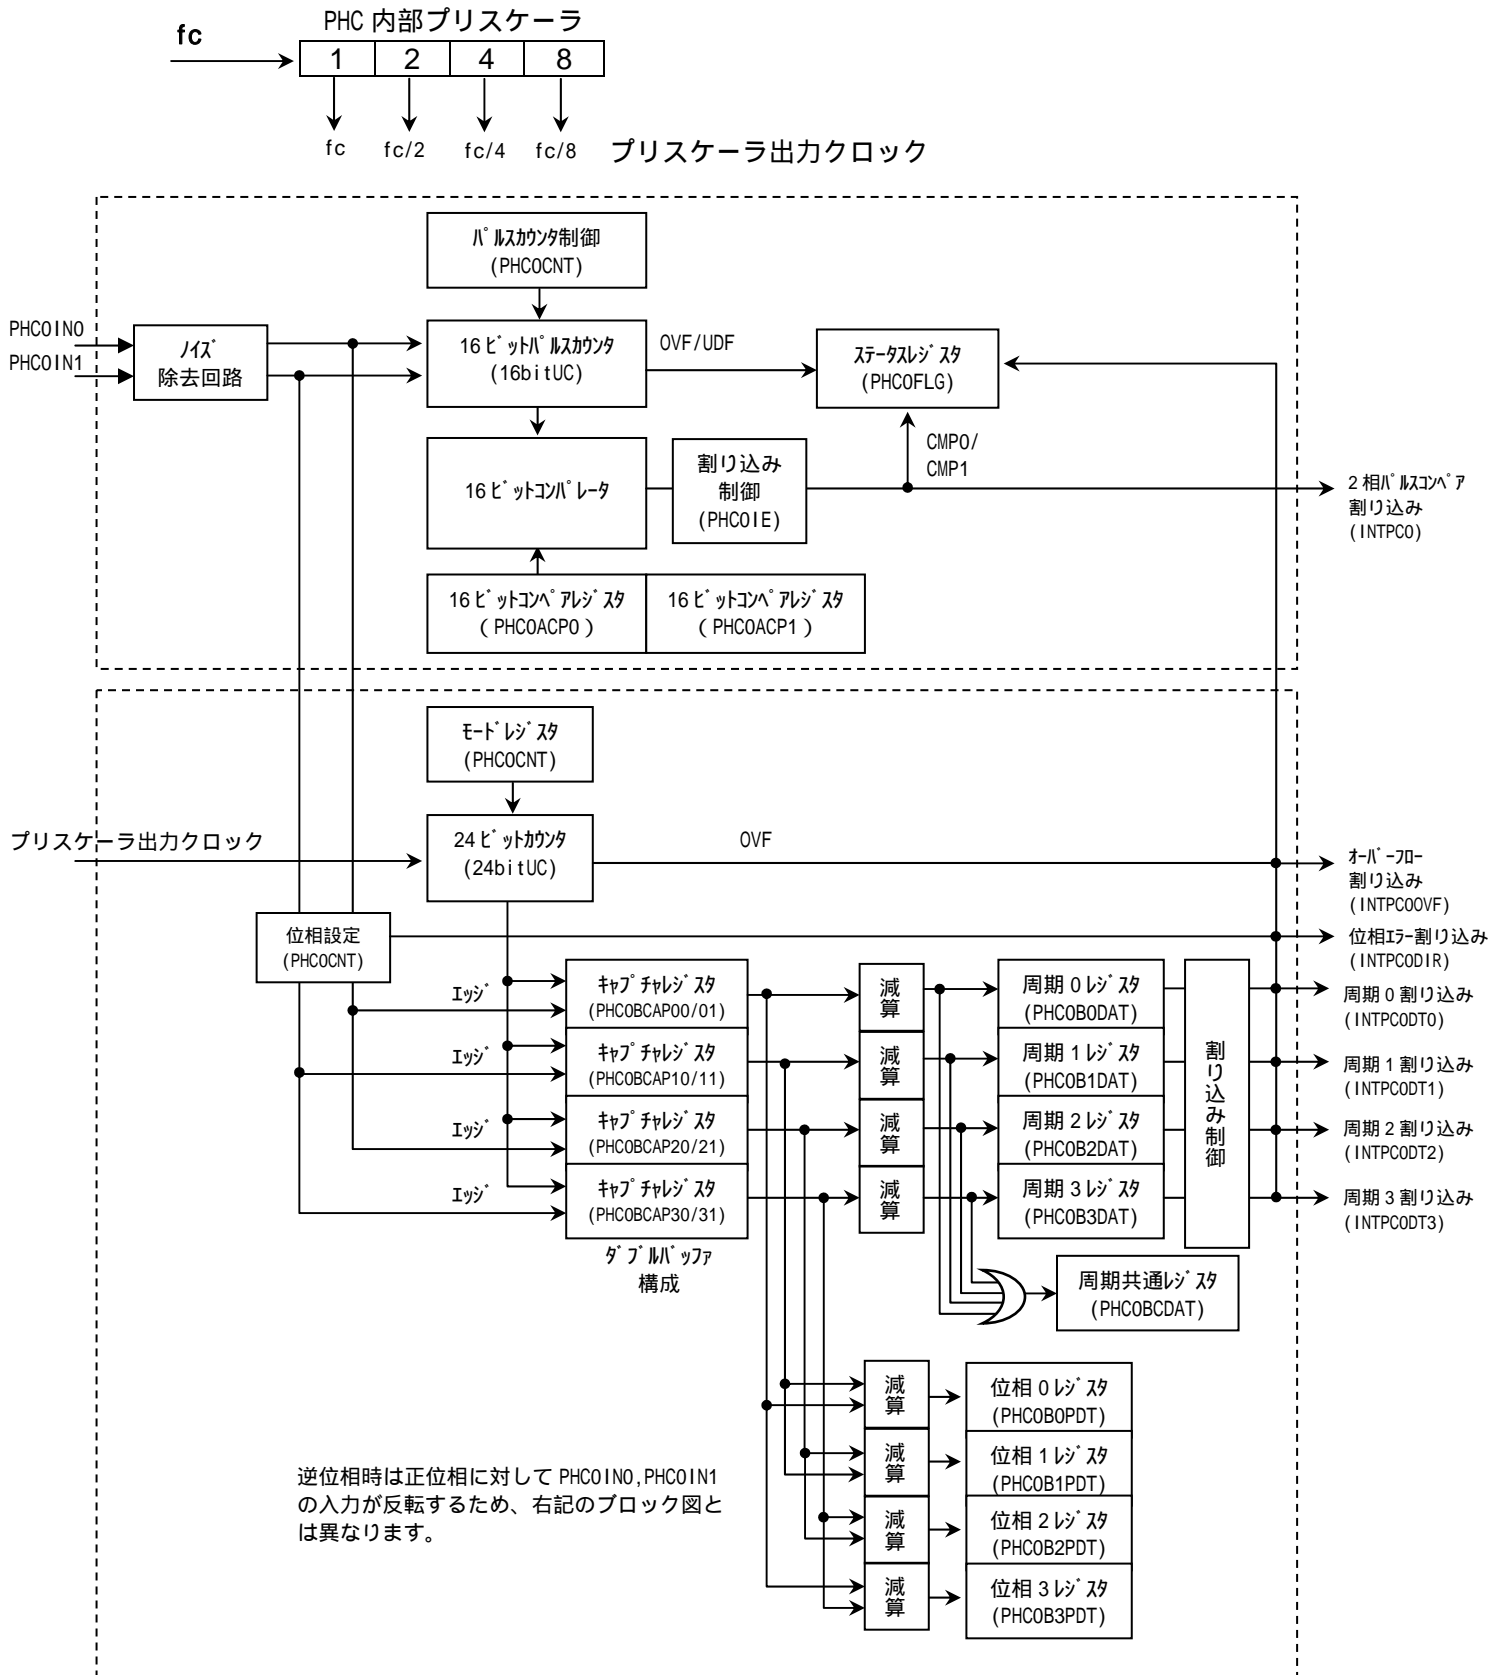 PHC 内部プリスケーラ
fc
1 2 4 8
fc fc/2 fc/4 fc/8 プリスケーラ出力クロック
パルスカウンタ制御
(PHC0CNT)
PHC0IN0
PHC0IN1
ノイズ
除去回路
16 ビットパルスカウンタ
(16bitUC)
OVF/UDF
ステータスレジスタ
(PHC0FLG)
16 ビットコンパレータ
割り込み
制御
(PHC0IE)
CMP0/
CMP1
2 相パルスコンペア
割り込み
(INTPC0)
16 ビットコンペアレジスタ
( PHC0ACP0 )
16 ビットコンペアレジスタ
( PHC0ACP1 )
モードレジスタ
(PHC0CNT)
プリスケーラ出力クロック
24 ビットカウンタ
(24bitUC)
OVF
オーバーフロー
割り込み
(INTPC0OVF)
位相設定
(PHC0CNT)
位相エラー割り込み
(INTPC0DIR)
エッジ
キャプチャレジスタ
(PHC0BCAP00/01)
減算
周期 0 レジスタ
(PHC0B0DAT)
周期 0 割り込み
(INTPC0DT0)
エッジ
キャプチャレジスタ
(PHC0BCAP10/11)
減算
周期 1 レジスタ
(PHC0B1DAT)
割り込み制御
周期 1 割り込み
(INTPC0DT1)
エッジ
キャプチャレジスタ
(PHC0BCAP20/21)
減算
周期 2 レジスタ
(PHC0B2DAT)
周期 2 割り込み
(INTPC0DT2)
エッジ
キャプチャレジスタ
(PHC0BCAP30/31)
減算
周期 3 レジスタ
(PHC0B3DAT)
周期 3 割り込み
(INTPC0DT3)
ダブルバッファ
構成
周期共通レジスタ
(PHC0BCDAT)
減算
位相 0 レジスタ
(PHC0B0PDT)
減算
位相 1 レジスタ
(PHC0B1PDT)
減算
位相 2 レジスタ
(PHC0B2PDT)
減算
位相 3 レジスタ
(PHC0B3PDT)
逆位相時は正位相に対して PHC0IN0,PHC0IN1
の入力が反転するため、右記のブロック図と
は異なります。